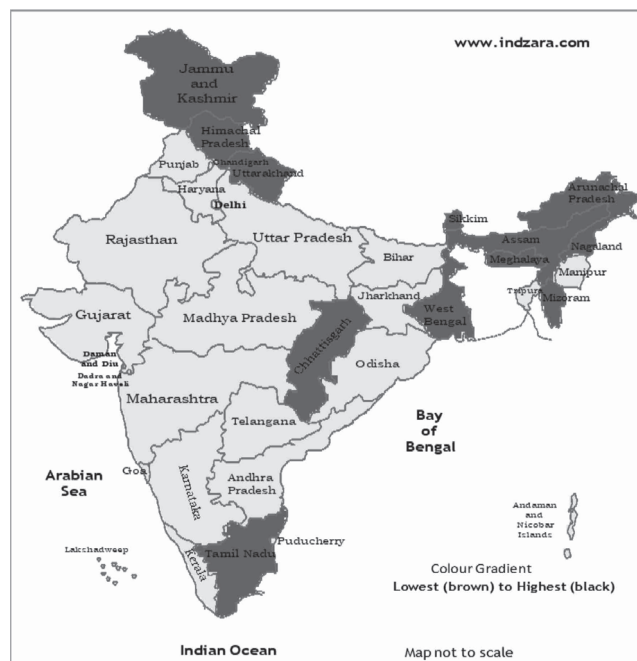 www.indzara.com
Jammu
and
Kashmir
Himachal
Pradesh
Punjab
Chandigarh
Uttarakhand
Haryana
Delhi
Arunachal
Pradesh
Sikkim
Rajasthan
Uttar Pradesh
Assam
Nagaland
Bihar
Meghalaya
Manipur
Tripura
Mizoram
Jharkhand
West
Bengal
Gujarat
Madhya Pradesh
Chhattisgarh
Daman
and Diu
Dadra and
Nagar Haveli
Odisha
Maharashtra
Telangana
Bay
of
Bengal
Arabian
Sea
Goa
Karnataka
Andhra
Pradesh
Andaman
and
Nicobar
Islands
Puducherry
Lakshadweep
Kerala
Tamil Nadu
Colour Gradient
Lowest (brown) to Highest (black)
Indian Ocean
Map not to scale